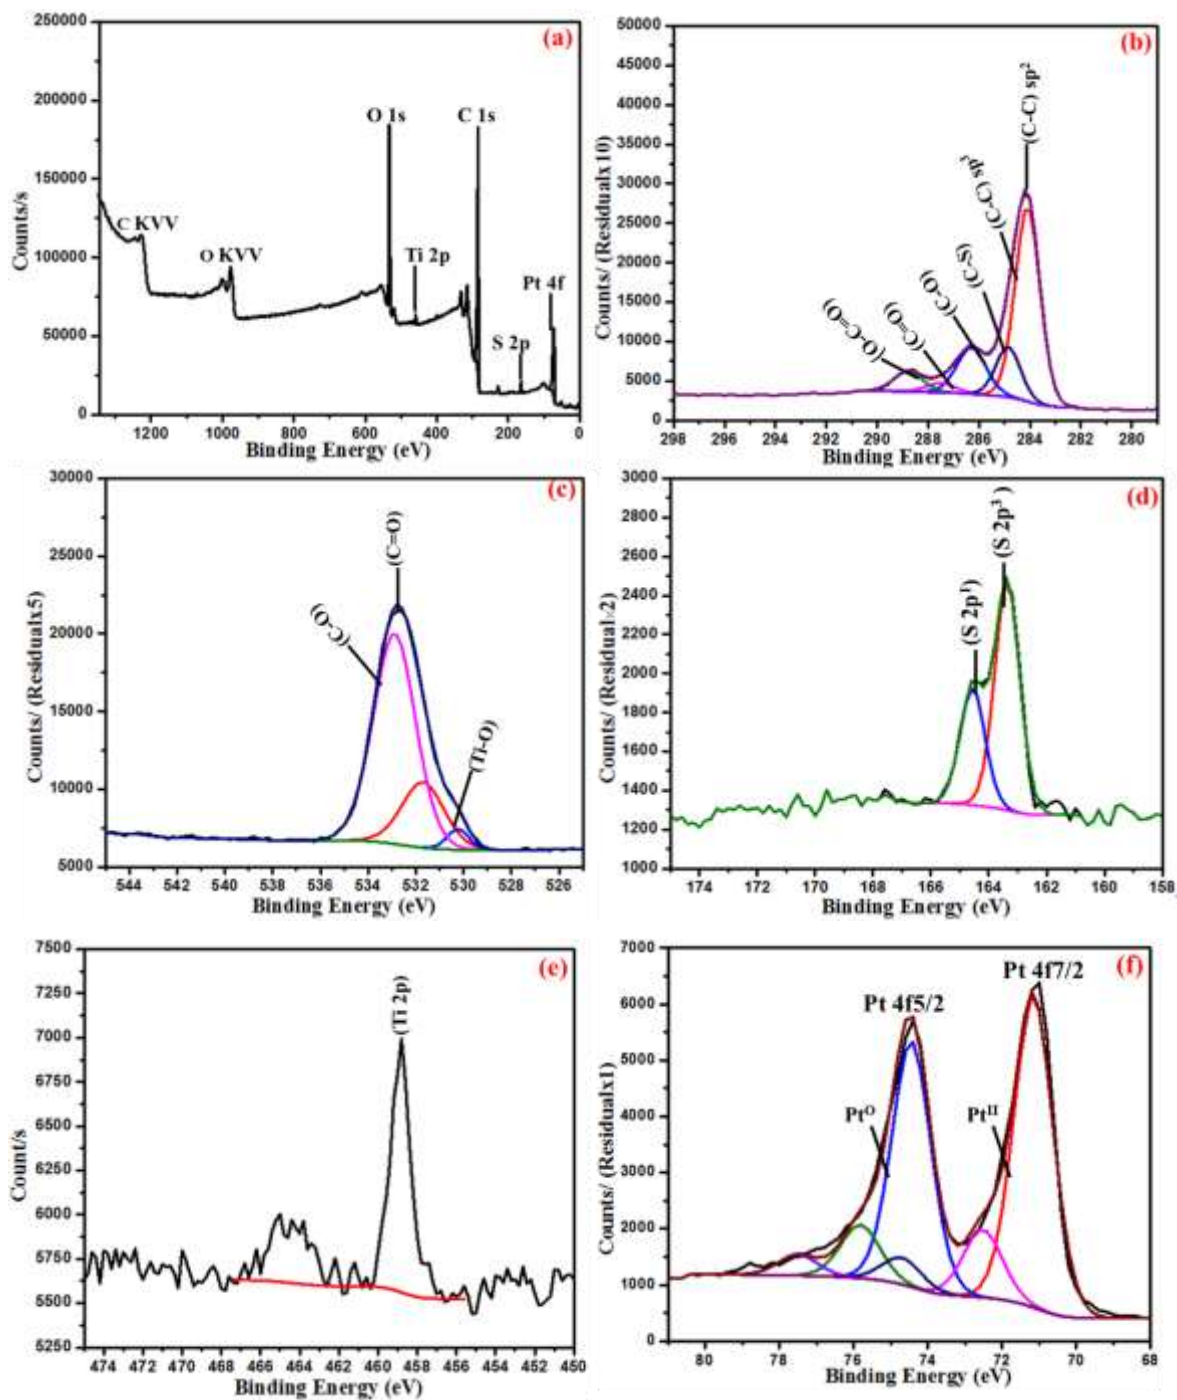 (a)
250000
200000
150000
100000
50000
0
Counts/s
C KVV
O KVV
O 1s
Ti 2p
C 1s
S 2p
Pt 4f
1200 1000 800 600 400 200 0
Binding Energy (eV)
(b)
50000
45000
40000
35000
30000
25000
20000
15000
10000
5000
0
Counts/ (Residualx10)
(O-C=O)
(C=O)
(C-O)
(C-S)
(C-C) sp³
(C-C) sp²
298 296 294 292 290 288 286 284 282 280
Binding Energy (eV)
(c)
30000
25000
20000
15000
10000
5000
Counts/ (Residualx5)
(C-O)
(C=O)
(Ti-O)
544 542 540 538 536 534 532 530 528 526
Binding Energy (eV)
(d)
3000
2800
2600
2400
2200
2000
1800
1600
1400
1200
1000
Counts/ (Residual×2)
(S 2p¹)
(S 2p³ )
174 172 170 168 166 164 162 160 158
Binding Energy (eV)
(e)
7500
7250
7000
6750
6500
6250
6000
5750
5500
5250
Count/s
(Ti 2p)
474 472 470 468 466 464 462 460 458 456 454 452 450
Binding Energy (eV)
(f)
7000
6000
5000
4000
3000
2000
1000
0
Counts/ (Residualx1)
Pt 4f5/2
Pt 4f7/2
Ptᴼ
Ptᴵᴵ
80 78 76 74 72 70 68
Binding Energy (eV)